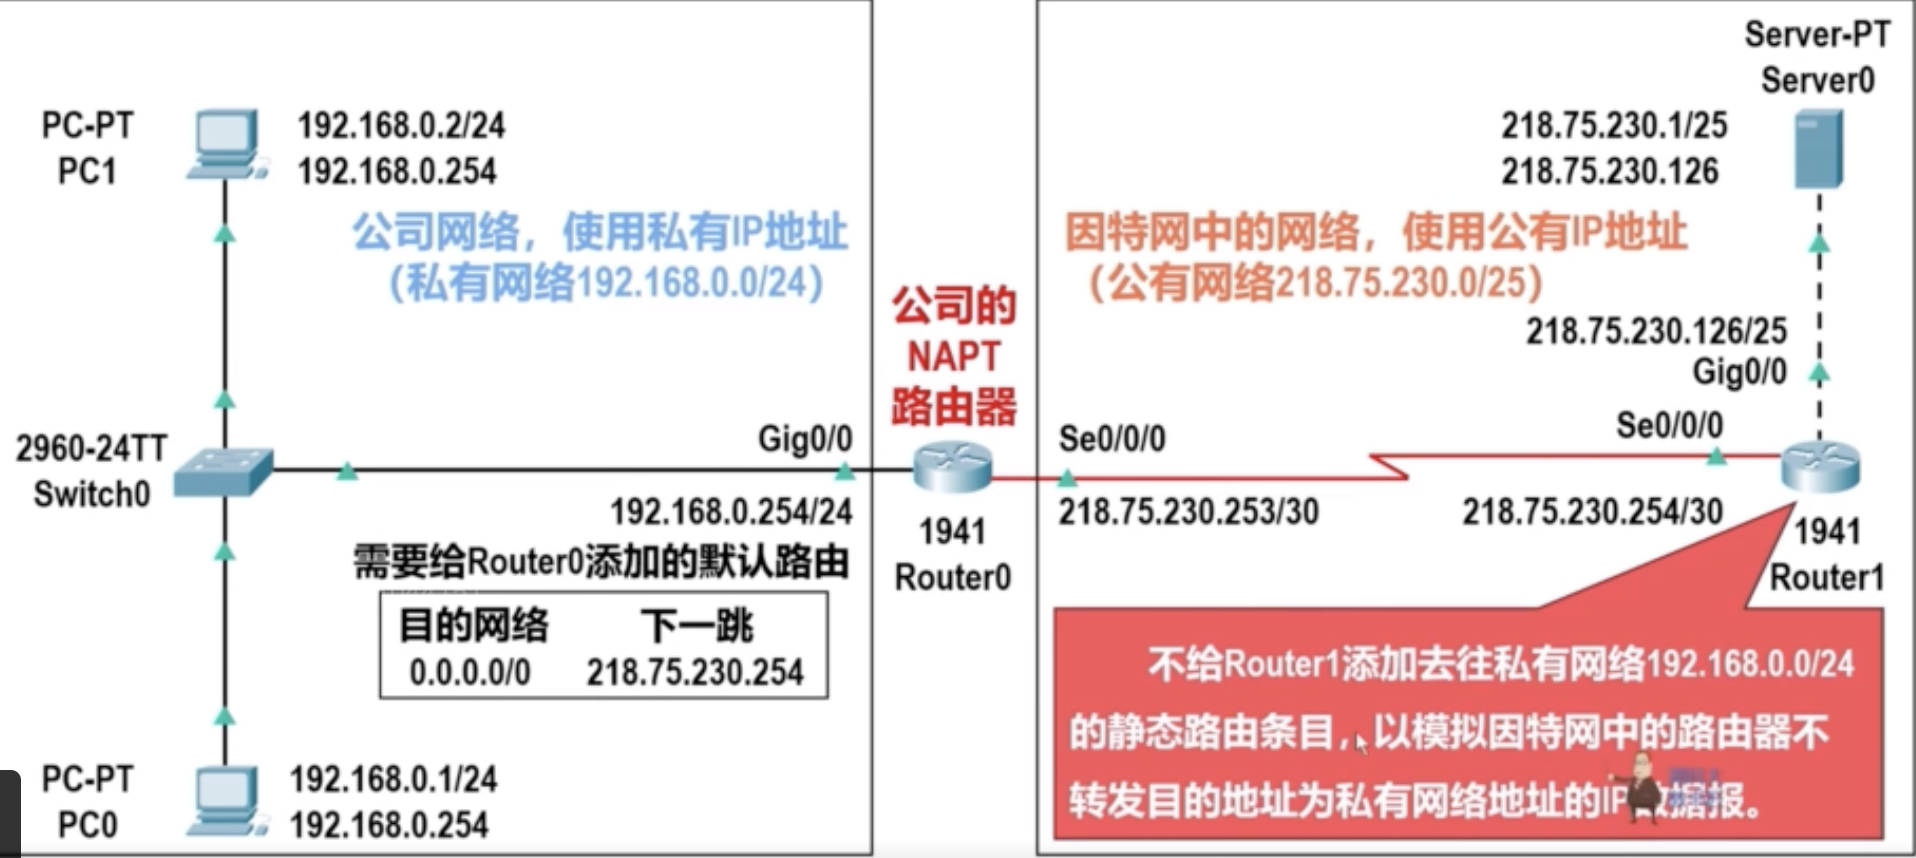 Server-PT
Server0
218.75.230.1/25
218.75.230.126
PC-PT
PC1
192.168.0.2/24
192.168.0.254
公司网络，使用私有IP地址
（私有网络192.168.0.0/24）
因特网中的网络，使用公有IP地址
（公有网络218.75.230.0/25）
公司的
NAPT
路由器
218.75.230.126/25
Gig0/0
2960-24TT
Switch0
Gig0/0
192.168.0.254/24
Se0/0/0
218.75.230.253/30
Se0/0/0
218.75.230.254/30
1941
Router0
1941
Router1
需要给Router0添加的默认路由
目的网络 下一跳
0.0.0.0/0 218.75.230.254
不给Router1添加去往私有网络192.168.0.0/24
的静态路由条目，以模拟因特网中的路由器不
转发目的地址为私有网络地址的IP据报。
PC-PT
PC0
192.168.0.1/24
192.168.0.254